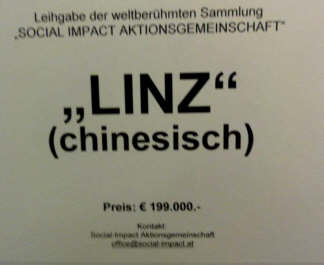 Leihgabe der weltberühmten Sammlung
„SOCIAL IMPACT AKTIONSGEMEINSCHAFT“
„LINZ“
(chinesisch)
Preis: € 199.000.-
Kontakt:
Social-Impact Aktionsgemeinschaft
office@social-impact.at